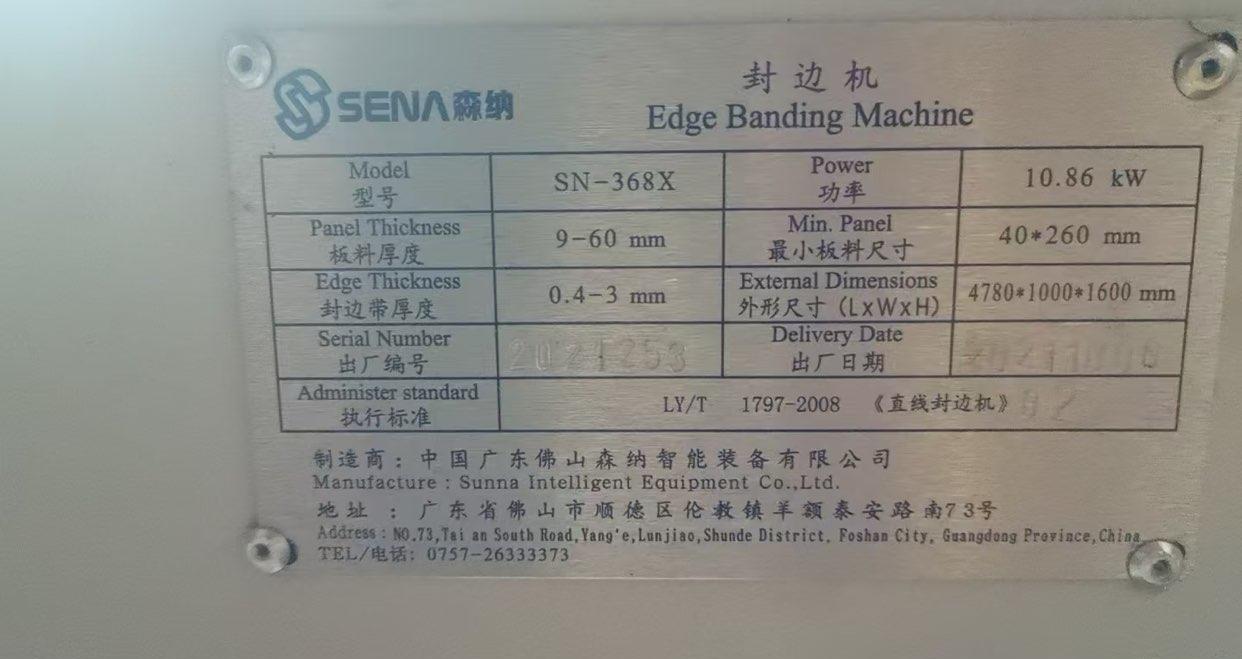 SENA森纳
封边机
Edge Banding Machine
Model
型号
SN-368X
Power
功率
10.86 kW
Panel Thickness
板料厚度
9-60 mm
Min. Panel
最小板料尺寸
40*260 mm
Edge Thickness
封边带厚度
0.4-3 mm
External Dimensions
外形尺寸(LxWxH)
4780*1000*1600 mm
Serial Number
出厂编号
2021253
Delivery Date
出厂日期
Administer standard
执行标准
LY/T 1797-2008 《直线封边机》
制造商:中国广东佛山森纳智能装备有限公司
Manufacture : Sunna Intelligent Equipment Co.,Ltd.
地址 : 广东省佛山市顺德区伦教镇羊额泰安路南73号
Address : NO.73,Tai an South Road,Yang'e,Lunjiao,Shunde District, Foshan City, Guangdong Province,China
TEL/电话: 0757-26333373